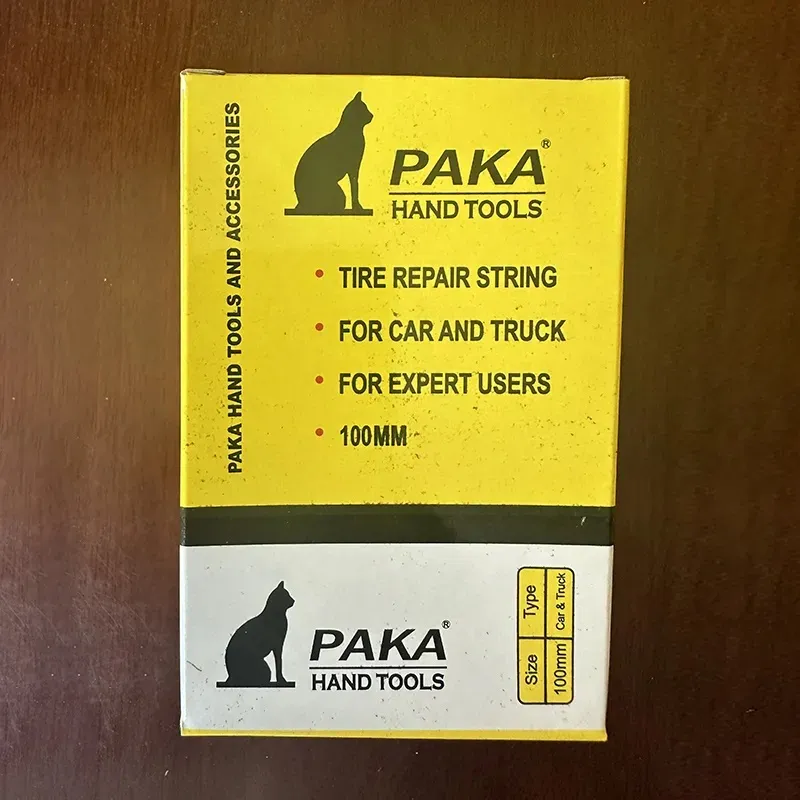 PAKA HAND TOOLS AND ACCESSORIES
PAKA®
HAND TOOLS
• TIRE REPAIR STRING
• FOR CAR AND TRUCK
• FOR EXPERT USERS
• 100MM
PAKA®
HAND TOOLS
Size Type
100mm Car & Truck